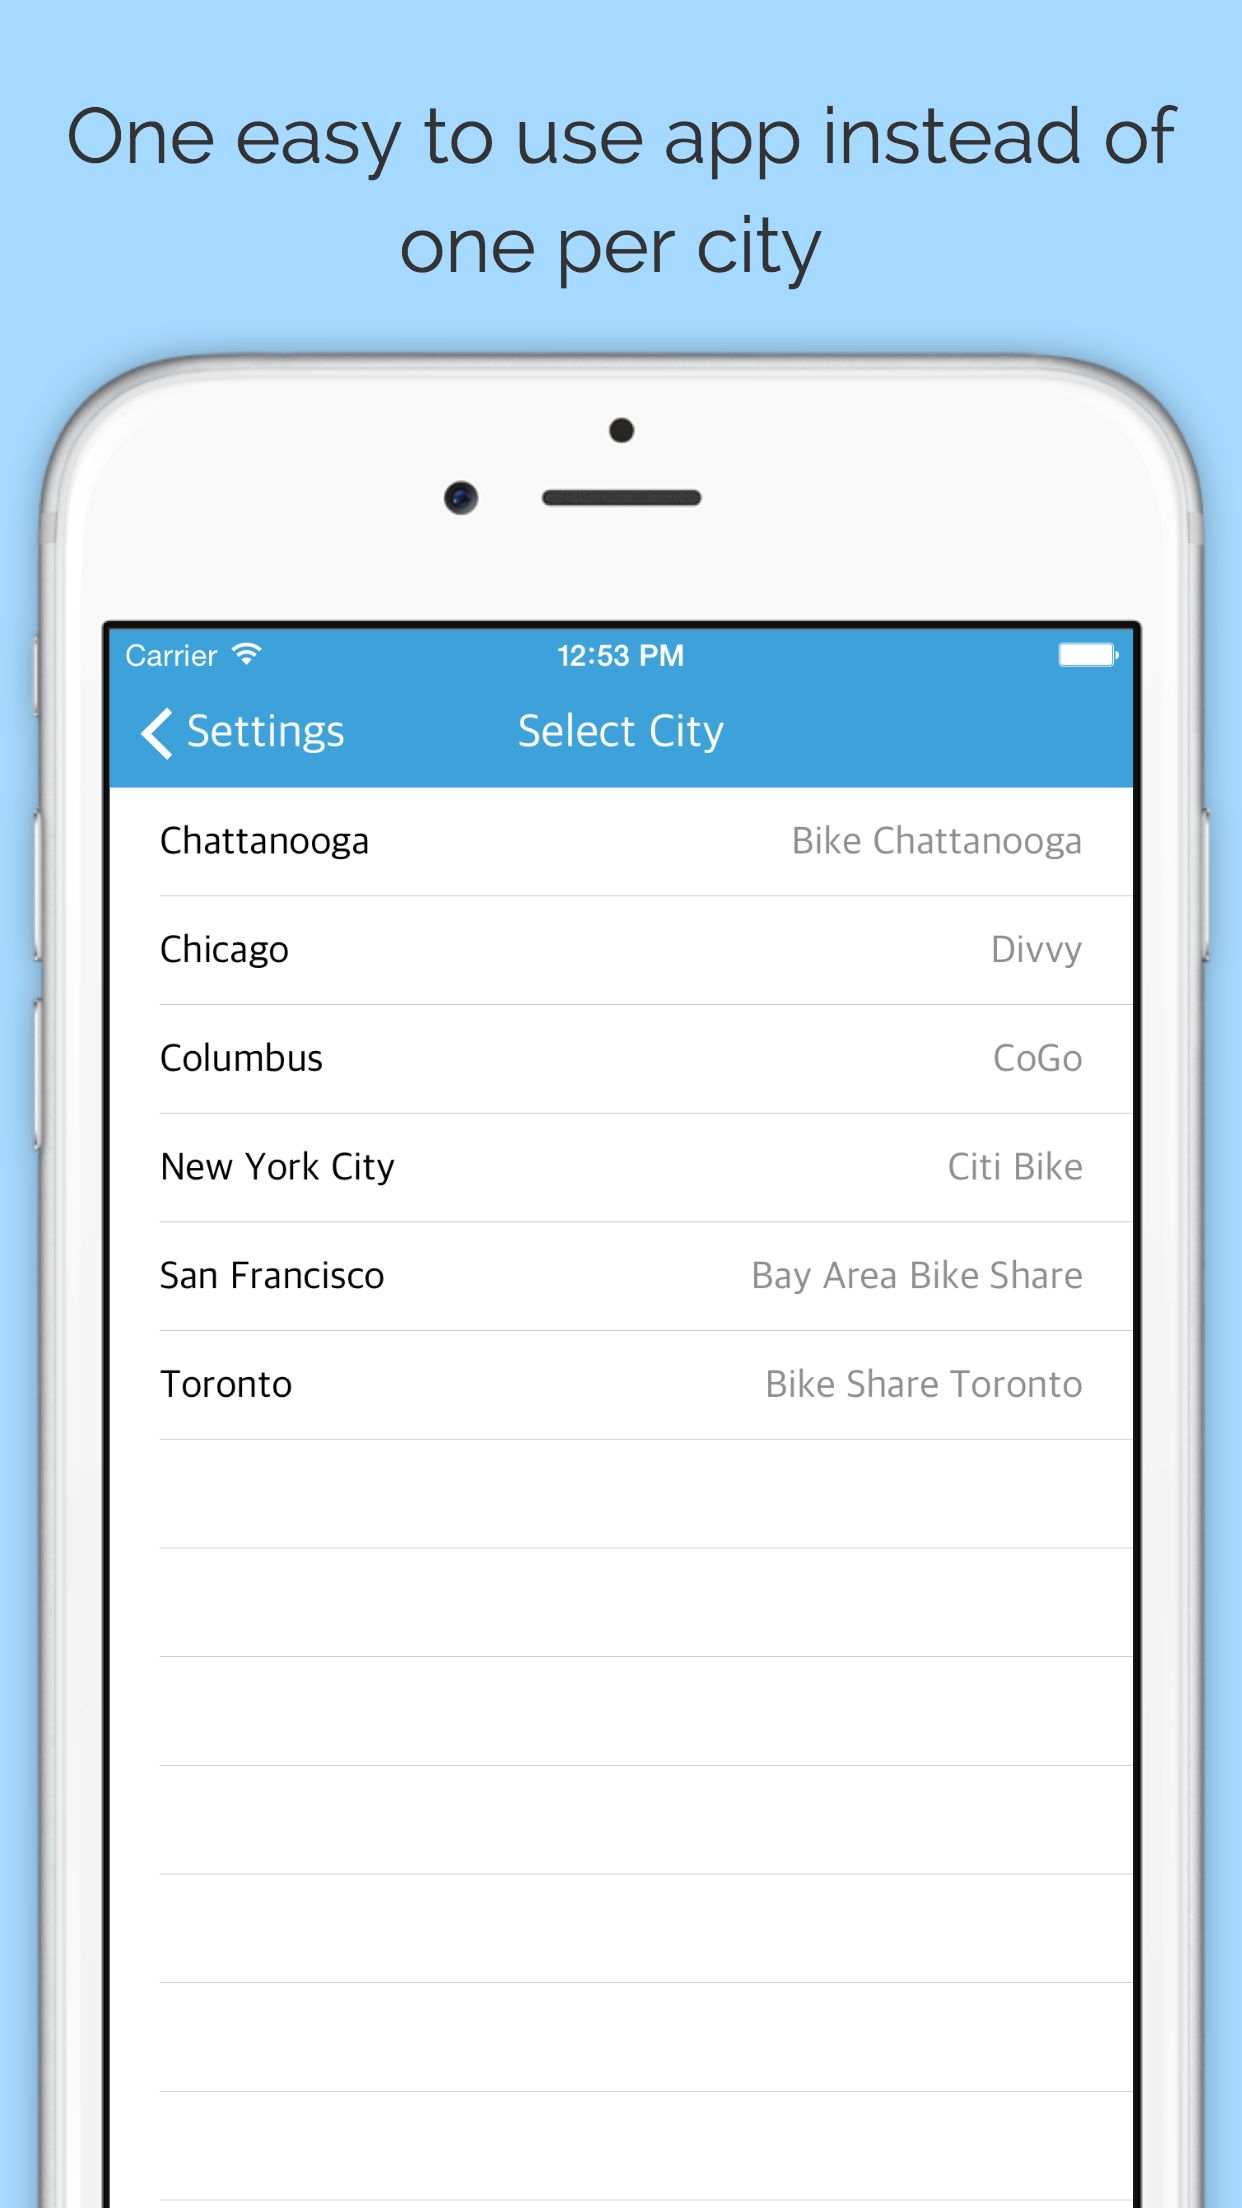 One easy to use app instead of
one per city
Carrier 12:53 PM
Settings Select City
Chattanooga Bike Chattanooga
Chicago Divvy
Columbus CoGo
New York City Citi Bike
San Francisco Bay Area Bike Share
Toronto Bike Share Toronto